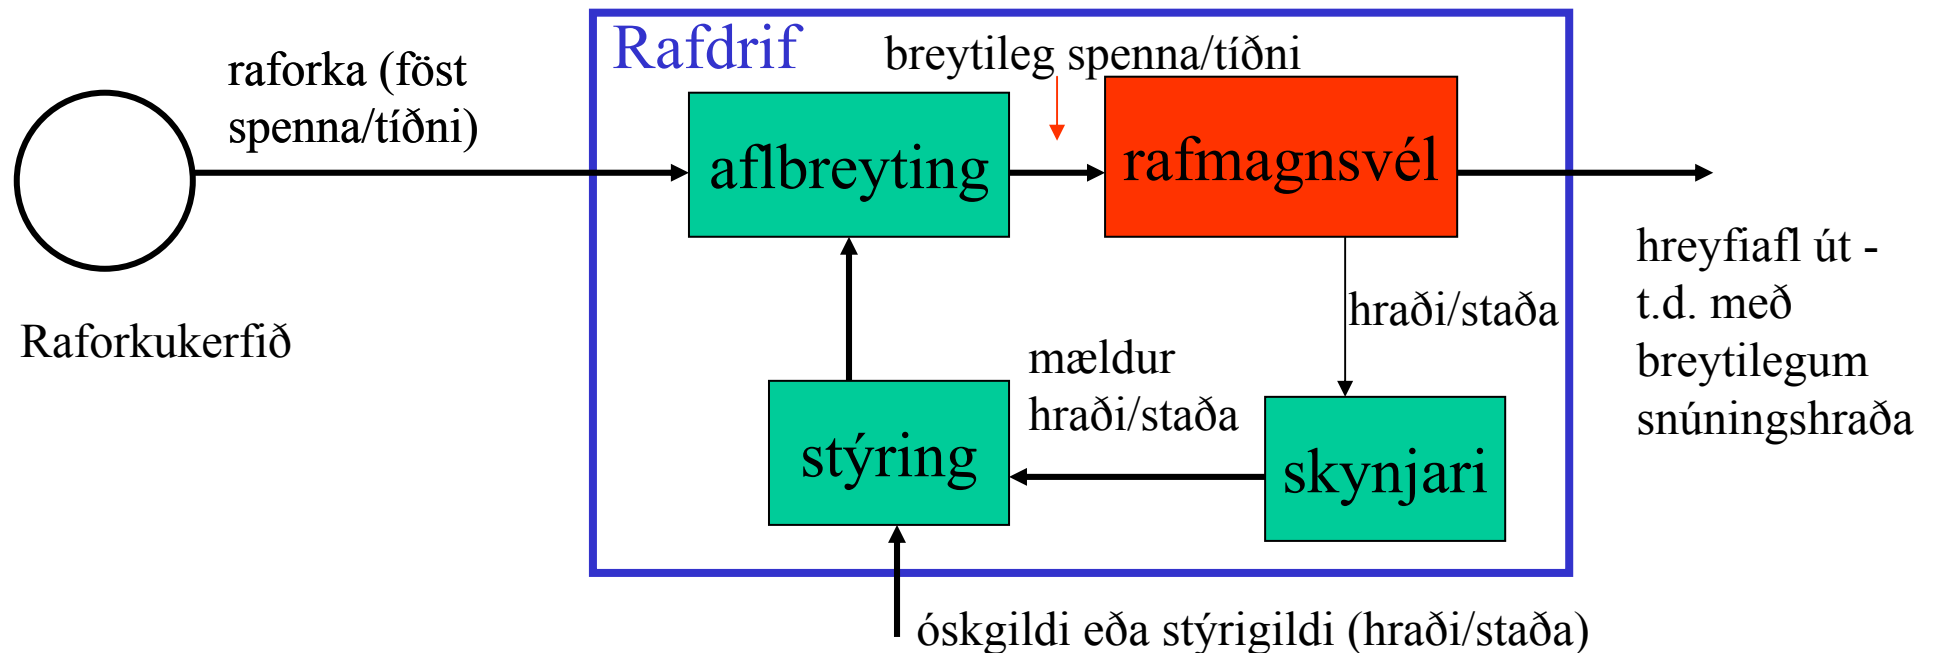 Rafdrif
breytileg spenna/tíðni
raforka (föst
spenna/tíðni)
aflbreyting
rafmagnsvél
hreyfiafl út -
t.d. með
breytilegum
snúningshraða
hraði/staða
Raforkukerfið
mældur
hraði/staða
stýring
skynjari
óskgildi eða stýrigildi (hraði/staða)